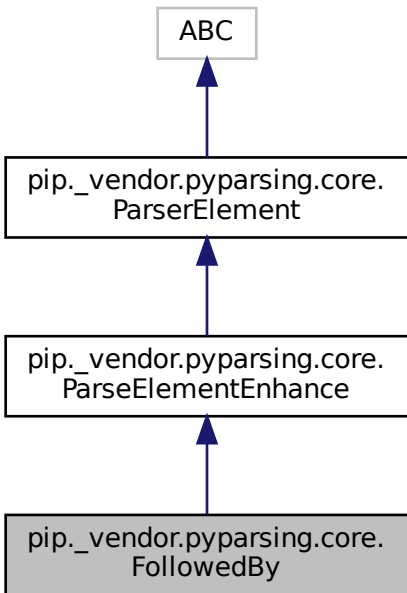 ABC
pip._vendor.pyparsing.core.
ParserElement
pip._vendor.pyparsing.core.
ParseElementEnhance
pip._vendor.pyparsing.core.
FollowedBy